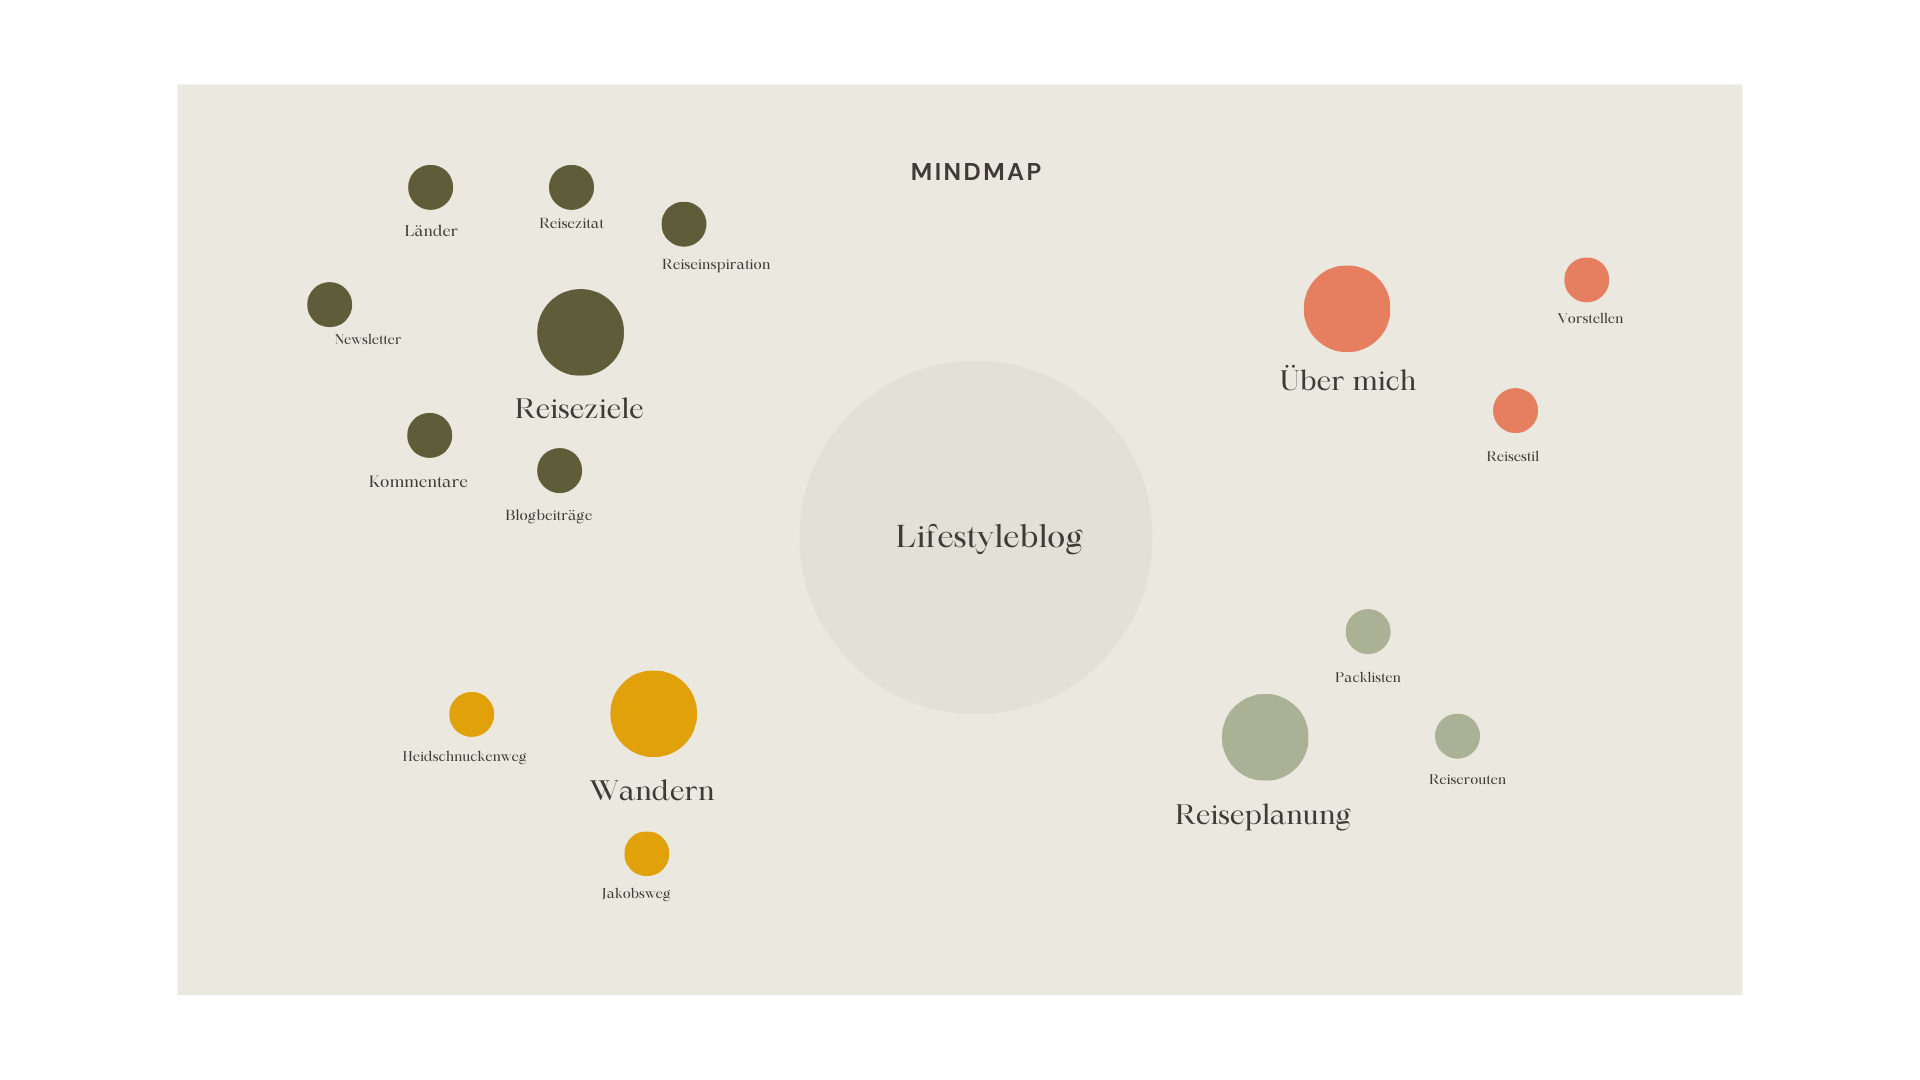 MINDMAP
Länder
Reisezitat
Reiseinspiration
Newsletter
Reiseziele
Kommentare
Blogbeiträge
Über mich
Vorstellen
Reisestil
Lifestyleblog
Heidschnuckenweg
Wandern
Jakobsweg
Packlisten
Reiserouten
Reiseplanung